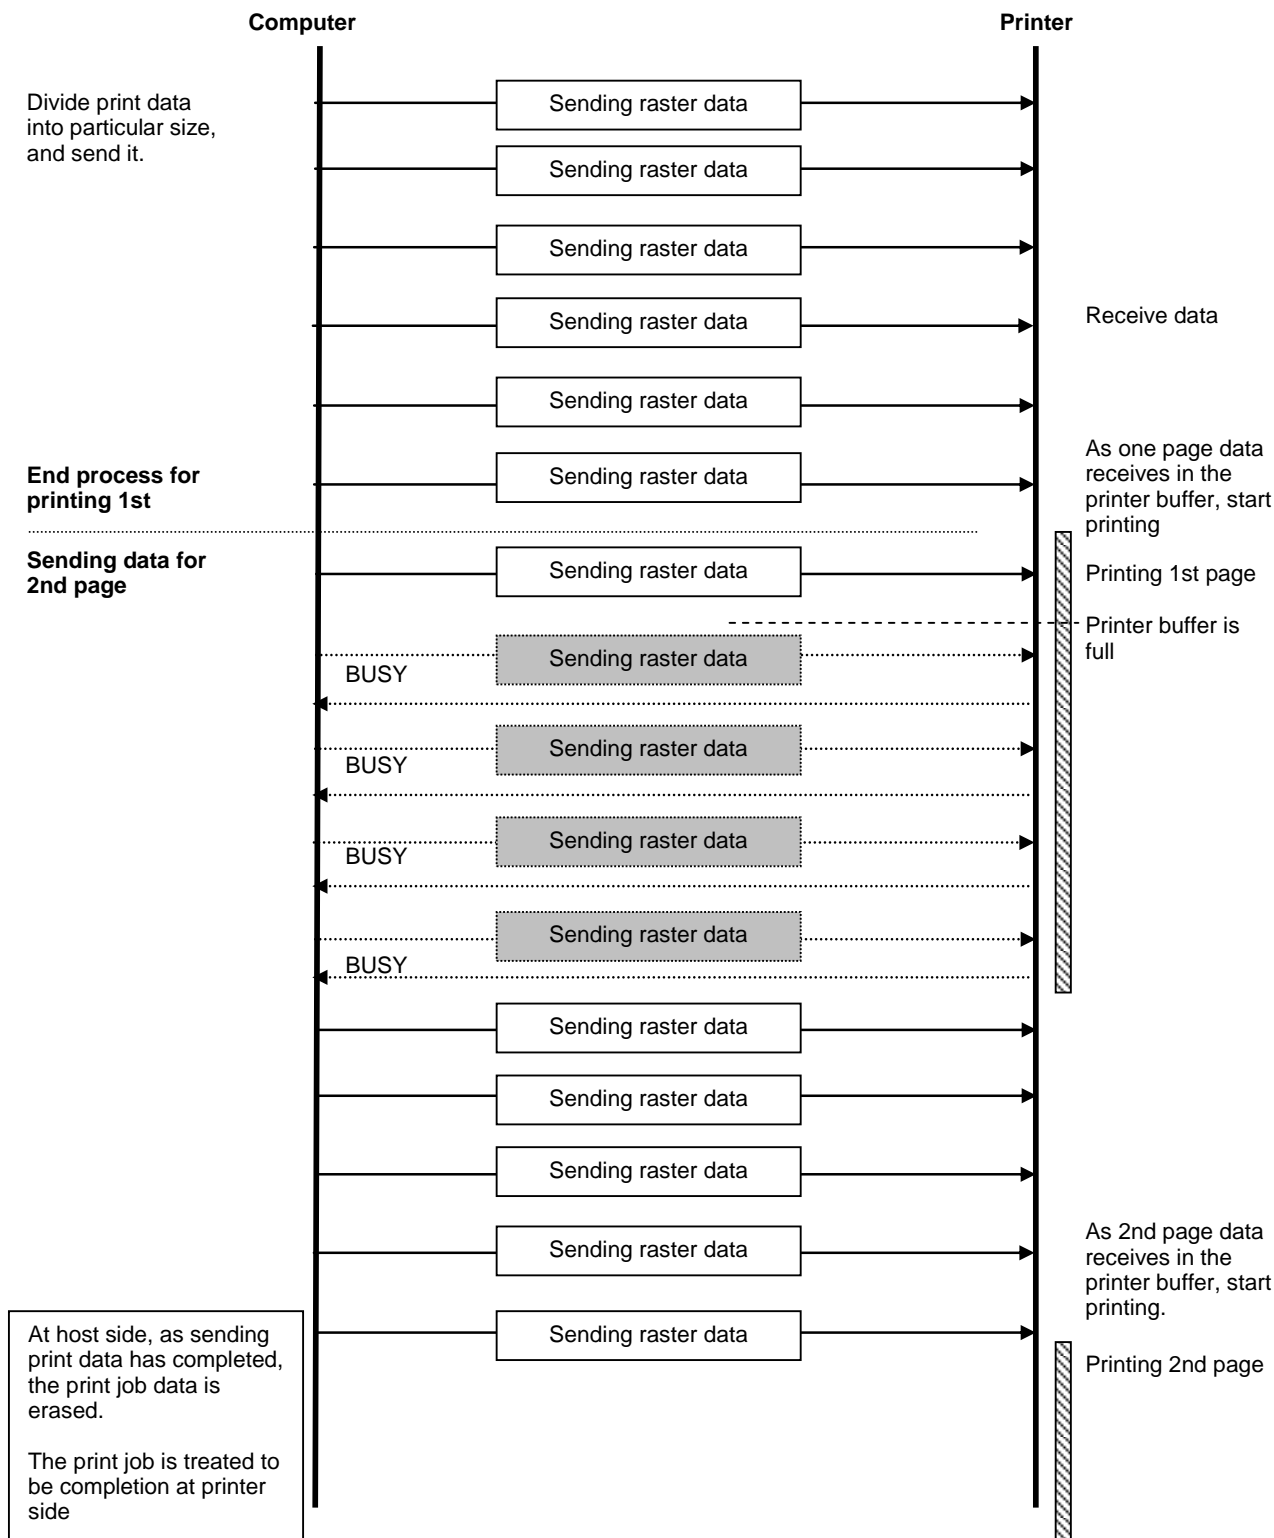 Computer
Printer
Divide print data
into particular size,
and send it.
Sending raster data
Sending raster data
Sending raster data
Sending raster data
Receive data
Sending raster data
End process for
printing 1st
Sending raster data
As one page data
receives in the
printer buffer, start
printing
Sending data for
2nd page
Sending raster data
Printing 1st page
Printer buffer is
full
Sending raster data
BUSY
Sending raster data
BUSY
Sending raster data
BUSY
Sending raster data
BUSY
Sending raster data
Sending raster data
Sending raster data
Sending raster data
As 2nd page data
receives in the
printer buffer, start
printing.
Sending raster data
Printing 2nd page
At host side, as sending
print data has completed,
the print job data is
erased.
The print job is treated to
be completion at printer
side